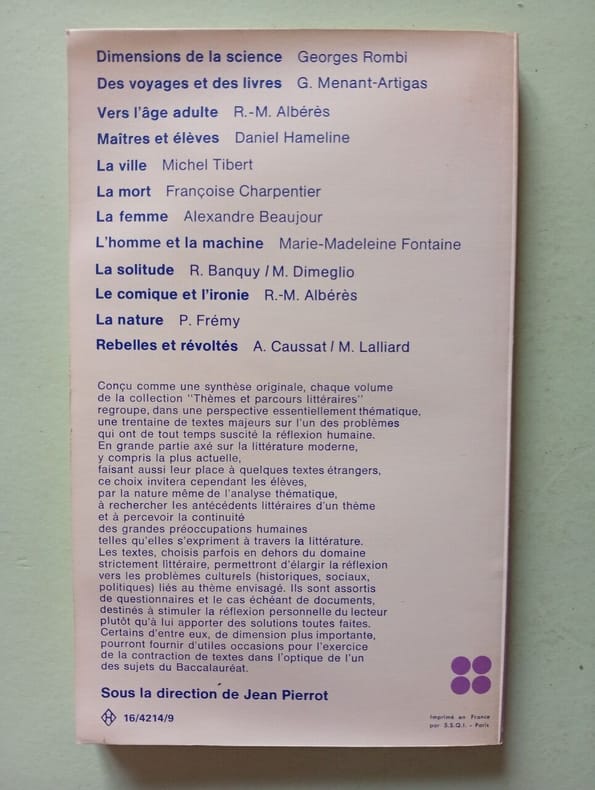 Dimensions de la science Georges Rombi
Des voyages et des livres G. Menant-Artigas
Vers l'âge adulte R.-M. Albérès
Maîtres et élèves Daniel Hameline
La ville Michel Tibert
La mort Françoise Charpentier
La femme Alexandre Beaujour
L'homme et la machine Marie-Madeleine Fontaine
La solitude R. Banquy / M. Dimeglio
Le comique et l'ironie R.-M. Albérès
La nature P. Frémy
Rebelles et révoltés A. Caussat / M. Lalliard
Conçu comme une synthèse originale, chaque volume
de la collection "Thèmes et parcours littéraires"
regroupe, dans une perspective essentiellement thématique,
une trentaine de textes majeurs sur l'un des problèmes
qui ont de tout temps suscité la réflexion humaine.
En grande partie axé sur la littérature moderne,
y compris la plus actuelle,
faisant aussi leur place à quelques textes étrangers,
ce choix invitera cependant les élèves,
par la nature même de l'analyse thématique,
à rechercher les antécédents littéraires d'un thème
et à percevoir la continuité
des grandes préoccupations humaines
telles qu'elles s'expriment à travers la littérature.
Les textes, choisis parfois en dehors du domaine
strictement littéraire, permettront d'élargir la réflexion
vers les problèmes culturels (historiques, sociaux,
politiques) liés au thème envisagé. Ils sont assortis
de questionnaires et le cas échéant de documents,
destinés à stimuler la réflexion personnelle du lecteur
plutôt qu'à lui apporter des solutions toutes faites.
Certains d'entre eux, de dimension plus importante,
pourront fournir d'utiles occasions pour l'exercice
de la contraction de textes dans l'optique de l'un
des sujets du Baccalauréat.
Sous la direction de Jean Pierrot
H 16/4214/9
Imprimé en France
par S.S.Q.I. - Paris